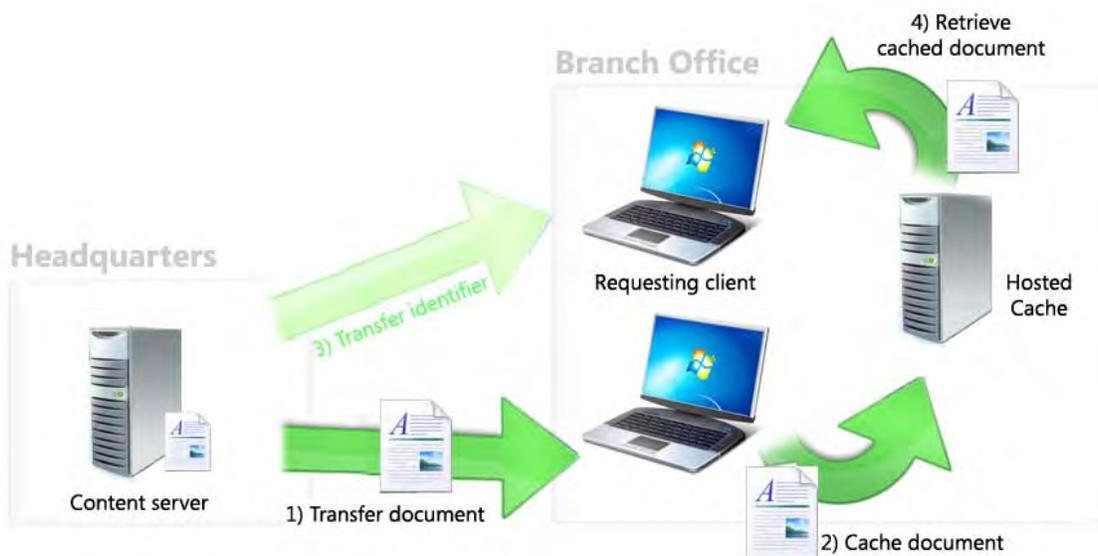 4) Retrieve
cached document
Branch Office
A
Headquarters
Requesting client
Hosted
Cache
3) Transfer identifier
A
A
Content server
1) Transfer document
A
2) Cache document